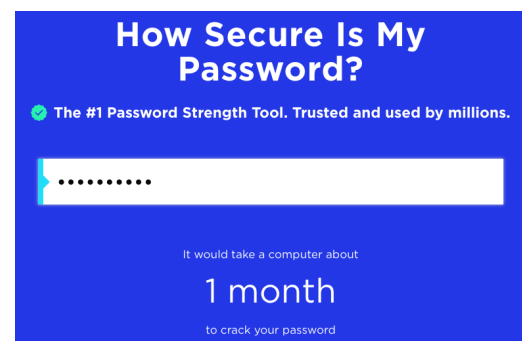 How Secure Is My
Password?
The #1 Password Strength Tool. Trusted and used by millions.
••••••••••
It would take a computer about
1 month
to crack your password